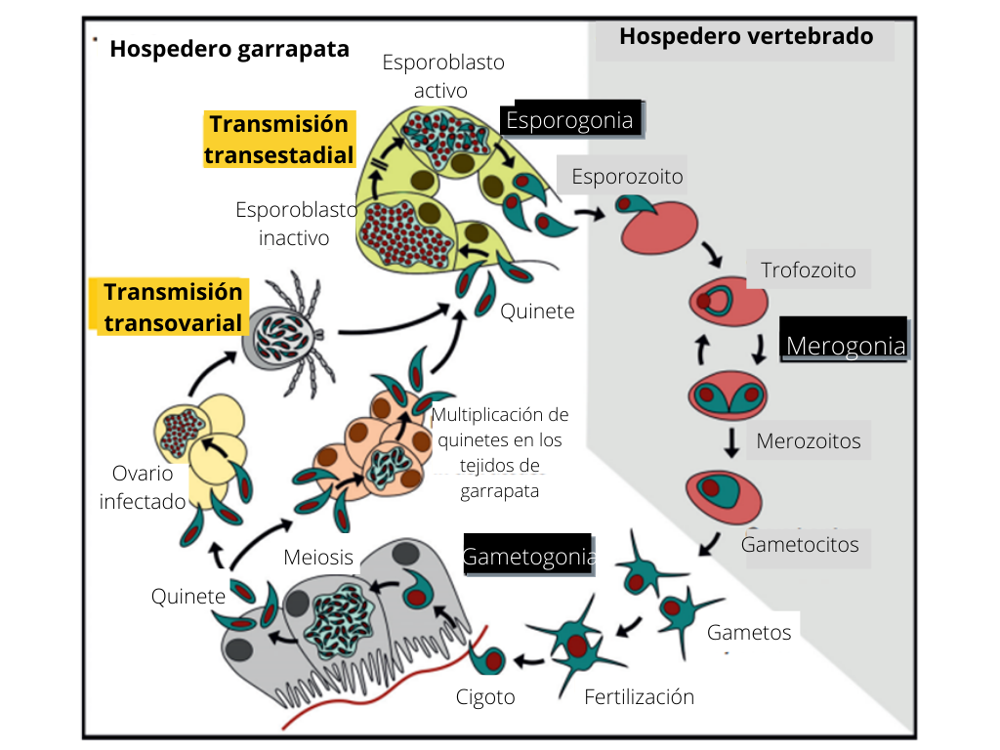 Hospedero garrapata
Hospedero vertebrado
Esporoblasto
activo
Transmisión
transestadial
Esporogonia
Esporozoito
Esporoblasto
inactivo
Trofozoito
Transmisión
transovarial
Quinete
Merogonia
Multiplicación de
quinetes en los
tejidos de
garrapata
Merozoitos
Ovario
infectado
Gametocitos
Meiosis
Gametogonia
Quinete
Gametos
Cigoto
Fertilización